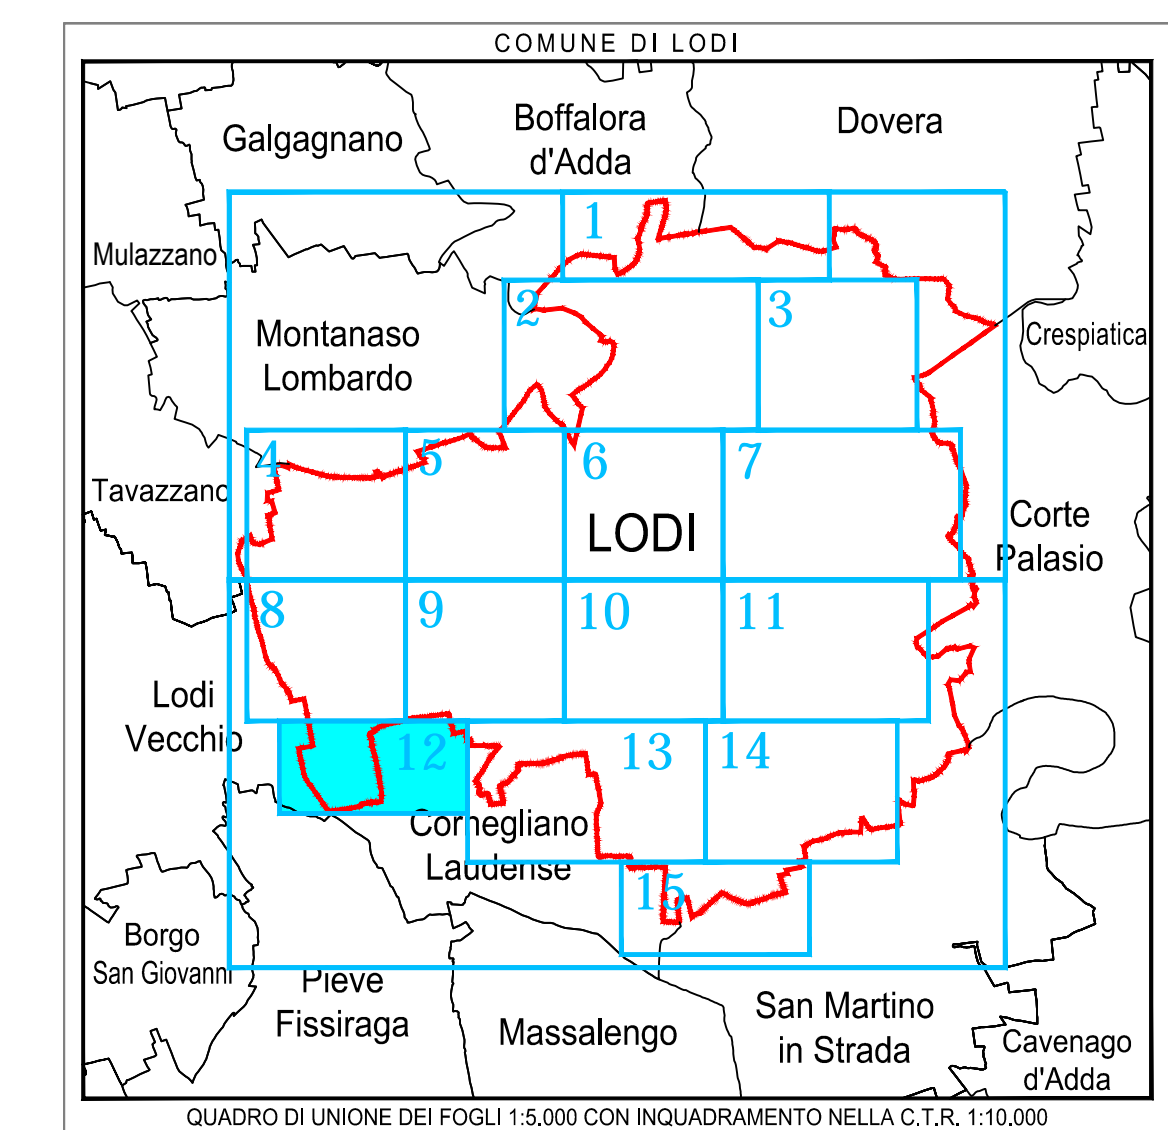 COMUNE DI LODI
Galgagnano
Boffalora
d'Adda
Dovera
Mulazzano
1
2
3
Montanaso
Lombardo
Crespiatica
4
5
6
7
Tavazzano
LODI
Corte
Palasio
8
9
10
11
Lodi
Vecchio
12
13
14
Cornegliano
Laudense
15
Borgo
San Giovanni
Pieve
Fissiraga
Massalengo
San Martino
in Strada
Cavenago
d'Adda
QUADRO DI UNIONE DEI FOGLI 1:5.000 CON INQUADRAMENTO NELLA C.T.R. 1:10.000